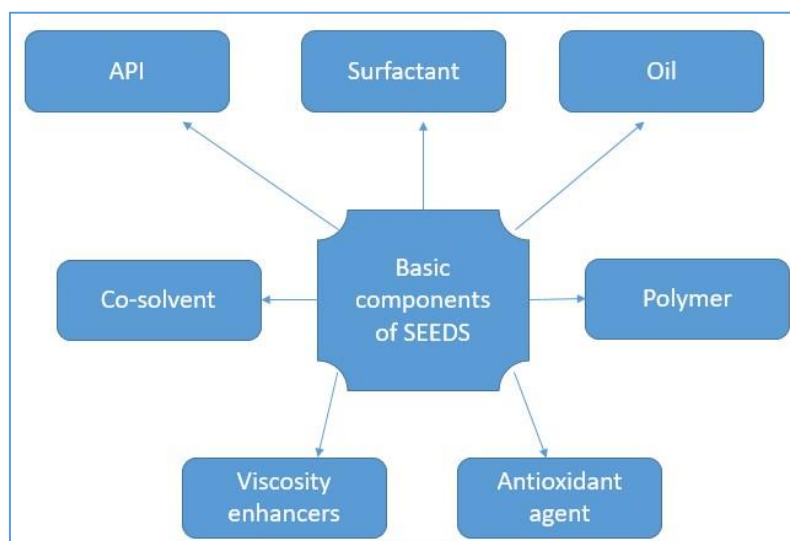 API
Surfactant
Oil
Basic
components
of SEEDS
Co-solvent
Polymer
Viscosity
enhancers
Antioxidant
agent